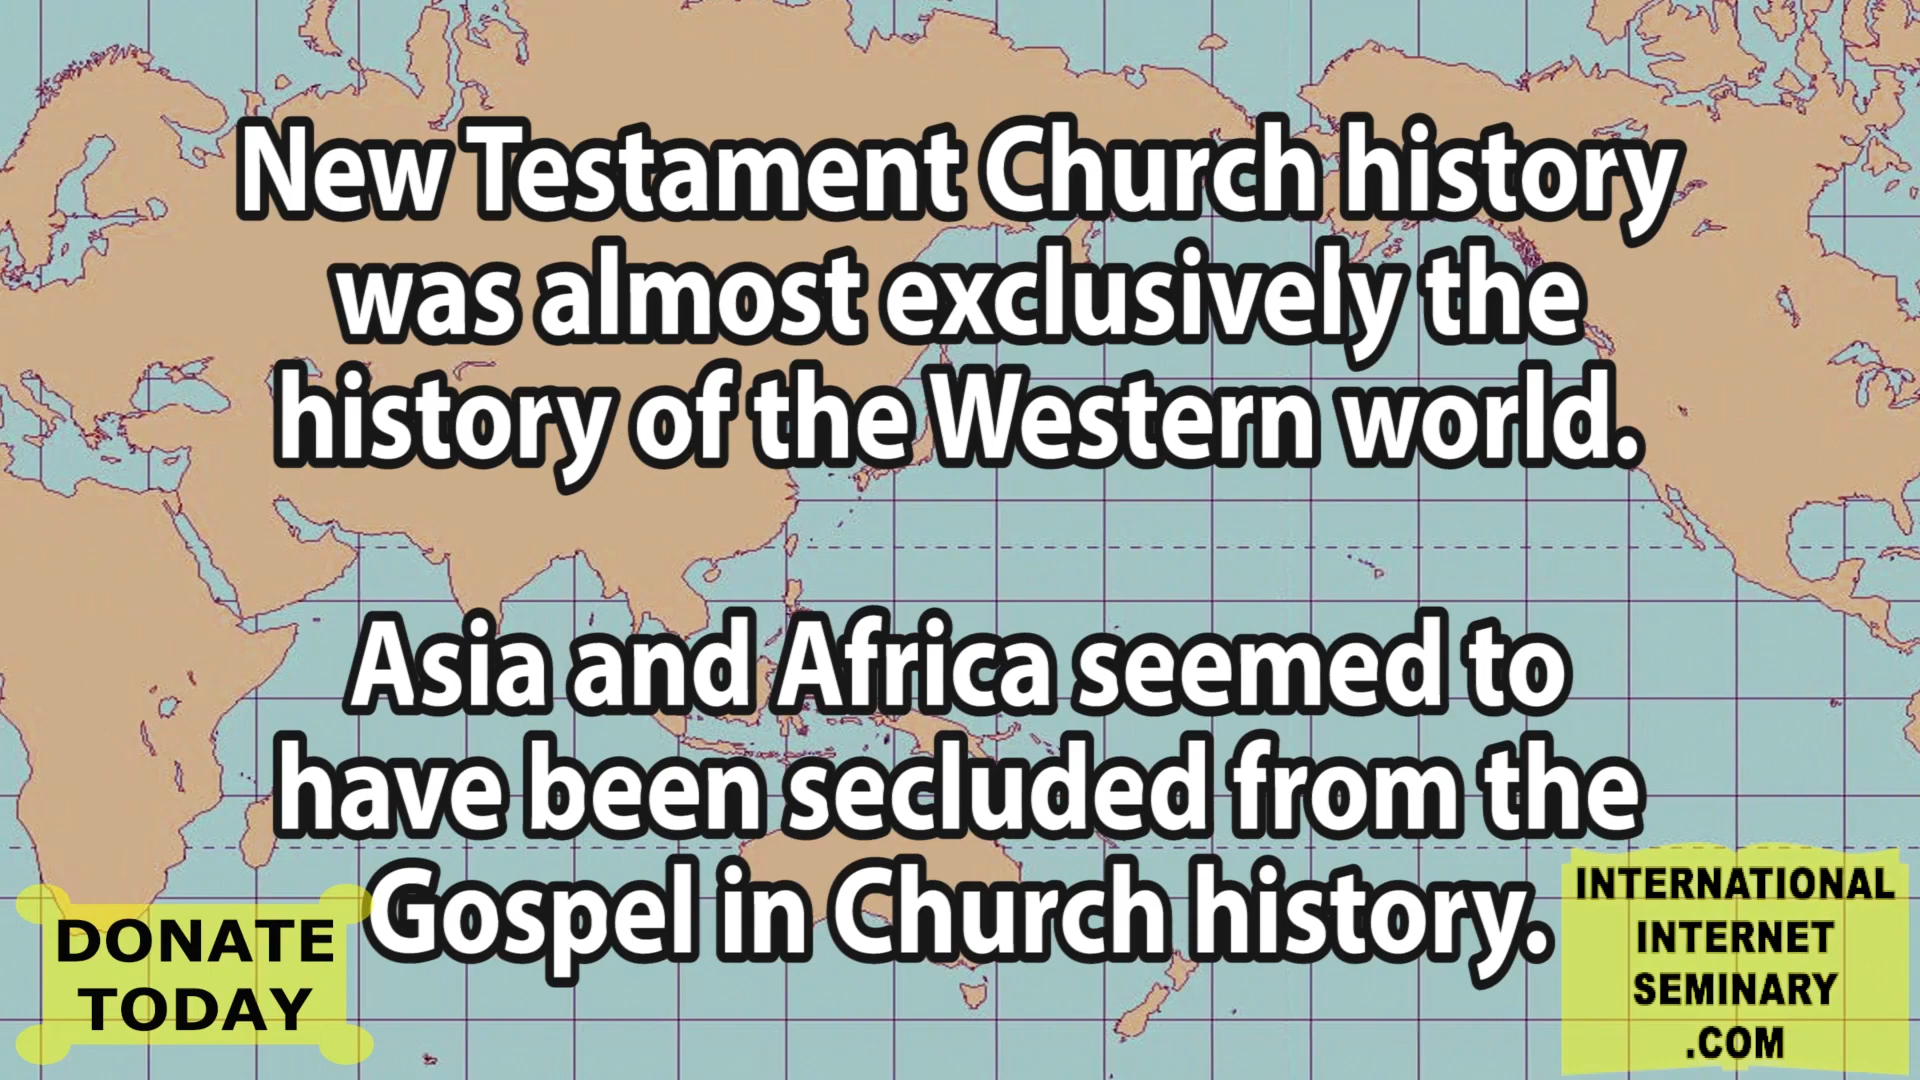 New Testament Church history
was almost exclusively the
history of the Western world.
Asia and Africa seemed to
have been secluded from the
Gospel in Church history.
DONATE
TODAY
INTERNATIONAL
INTERNET
SEMINARY
.COM